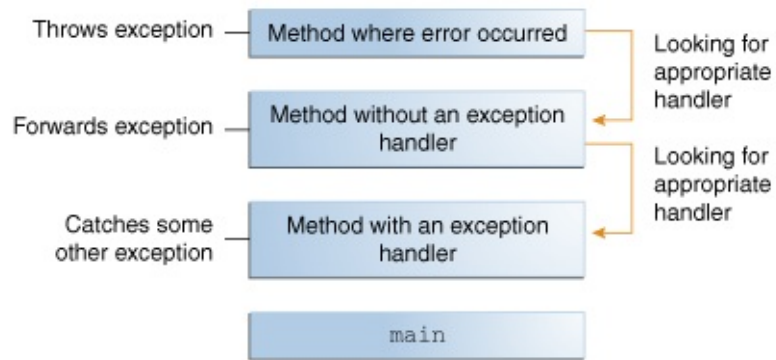 Throws exception
Method where error occurred
Looking for
appropriate
handler
Forwards exception
Method without an exception
handler
Looking for
appropriate
handler
Catches some
other exception
Method with an exception
handler
main